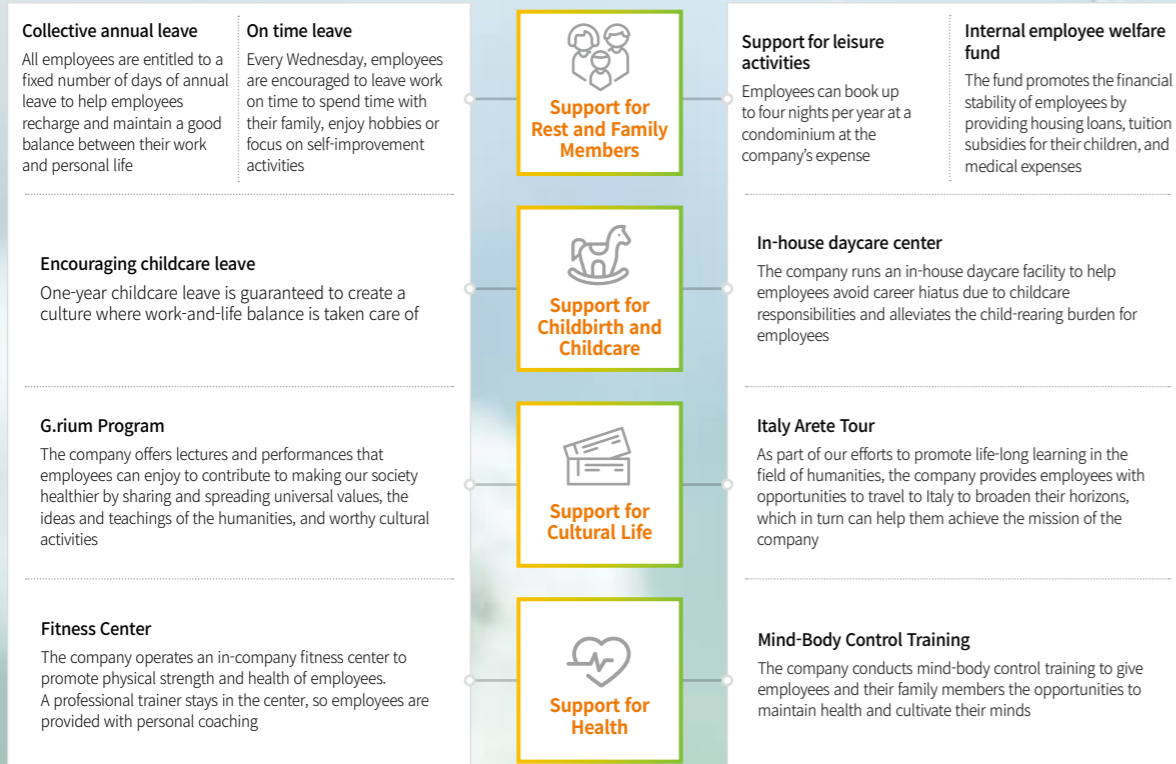 Collective annual leave
All employees are entitled to a
fixed number of days of annual
leave to help employees
recharge and maintain a good
balance between their work
and personal life
On time leave
Every Wednesday, employees
are encouraged to leave work
on time to spend time with
their family, enjoy hobbies or
focus on self-improvement
activities
Support for
Rest and Family
Members
Support for leisure
activities
Employees can book up
to four nights per year at a
condominium at the
company's expense
Internal employee welfare
fund
The fund promotes the financial
stability of employees by
providing housing loans, tuition
subsidies for their children, and
medical expenses
Encouraging childcare leave
One-year childcare leave is guaranteed to create a
culture where work-and-life balance is taken care of
Support for
Childbirth and
Childcare
In-house daycare center
The company runs an in-house daycare facility to help
employees avoid career hiatus due to childcare
responsibilities and alleviates the child-rearing burden for
employees
G.rium Program
The company offers lectures and performances that
employees can enjoy to contribute to making our society
healthier by sharing and spreading universal values, the
ideas and teachings of the humanities, and worthy cultural
activities
Support for
Cultural Life
Italy Arete Tour
As part of our efforts to promote life-long learning in the
field of humanities, the company provides employees with
opportunities to travel to Italy to broaden their horizons,
which in turn can help them achieve the mission of the
company
Fitness Center
The company operates an in-company fitness center to
promote physical strength and health of employees.
A professional trainer stays in the center, so employees are
provided with personal coaching
Support for
Health
Mind-Body Control Training
The company conducts mind-body control training to give
employees and their family members the opportunities to
maintain health and cultivate their minds